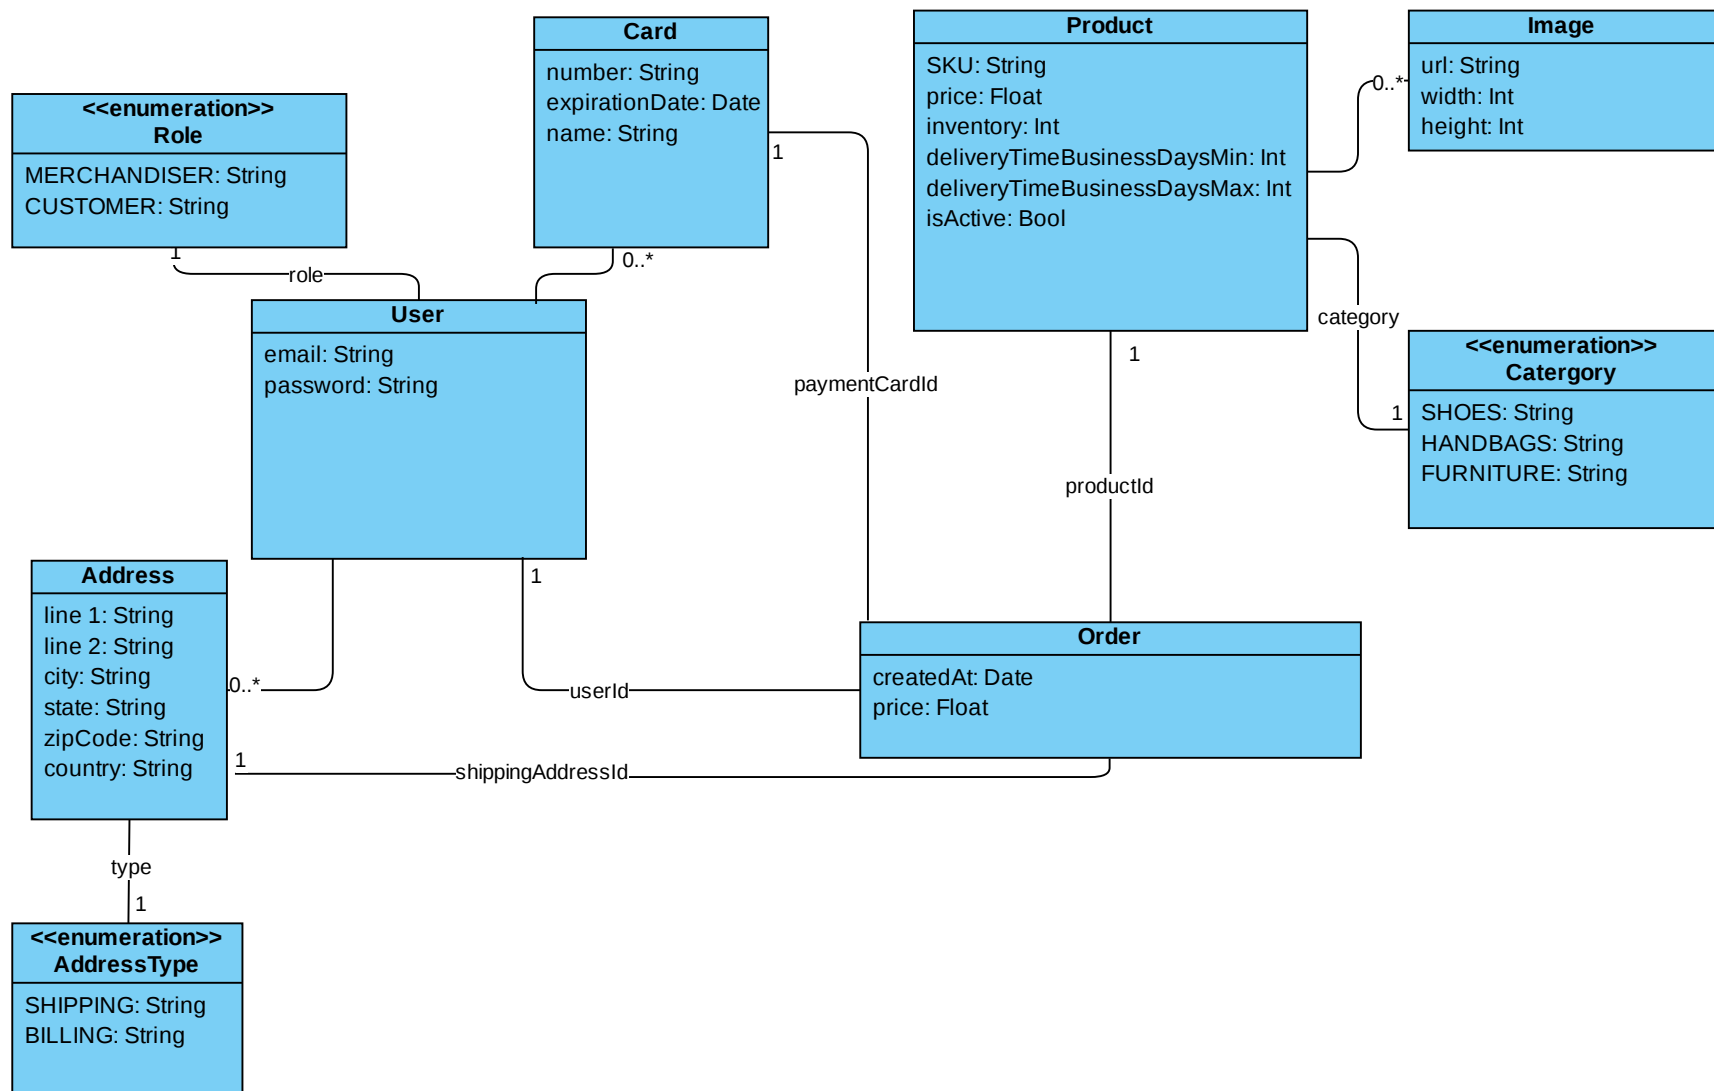 Card
number: String
expirationDate: Date
name: String
Product
SKU: String
price: Float
inventory: Int
deliveryTimeBusinessDaysMin: Int
deliveryTimeBusinessDaysMax: Int
isActive: Bool
Image
url: String
width: Int
height: Int
0..*
<<enumeration>>
Role
MERCHANDISER: String
CUSTOMER: String
1
role
0..*
1
User
email: String
password: String
paymentCardId
1
category
1
<<enumeration>>
Catergory
SHOES: String
HANDBAGS: String
FURNITURE: String
productId
Address
line 1: String
line 2: String
city: String
state: String
zipCode: String
country: String
0..*
1
userId
Order
createdAt: Date
price: Float
1
shippingAddressId
type
1
<<enumeration>>
AddressType
SHIPPING: String
BILLING: String